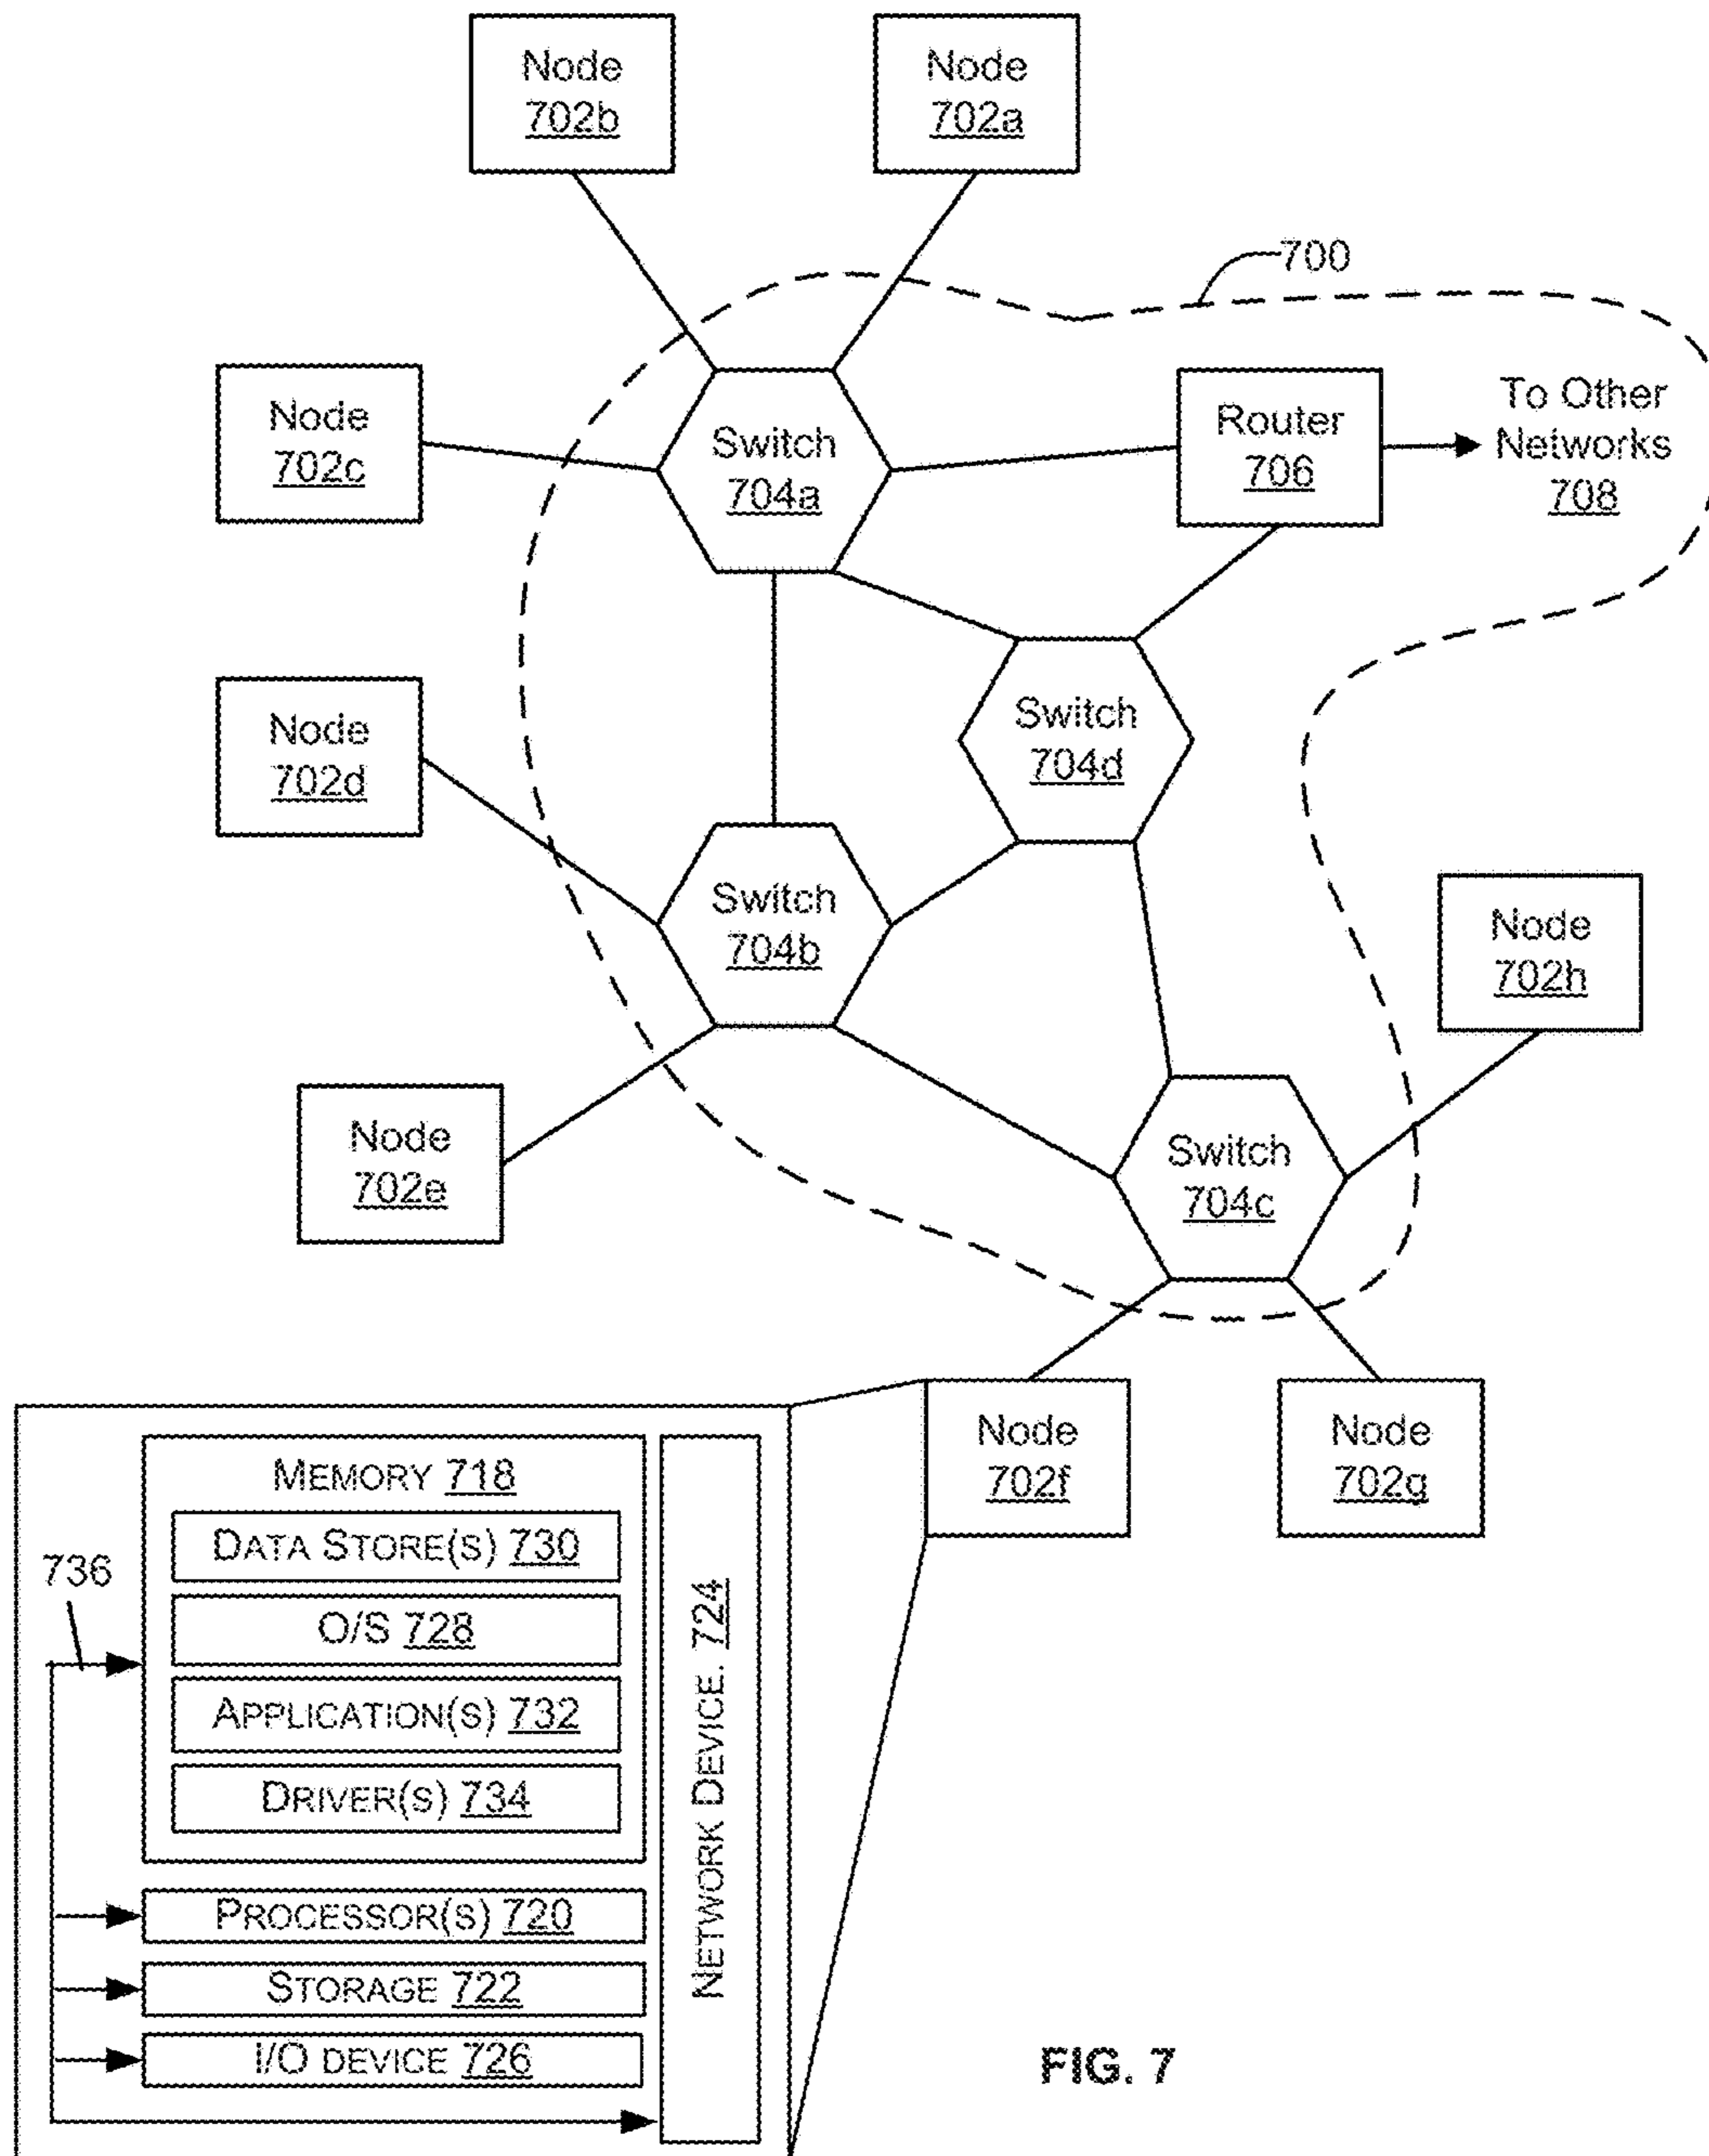 Node
702b
Node
702a
700
Node
702c
Switch
704a
Router
706
To Other
Networks
708
Node
702d
Switch
704d
Switch
704b
Node
702h
Node
702e
Switch
704c
Node
702f
Node
702g
MEMORY 718
DATA STORE(S) 730
736
O/S 728
APPLICATION(S) 732
DRIVER(S) 734
NETWORK DEVICE. 724
PROCESSOR(S) 720
STORAGE 722
I/O DEVICE 726
FIG. 7